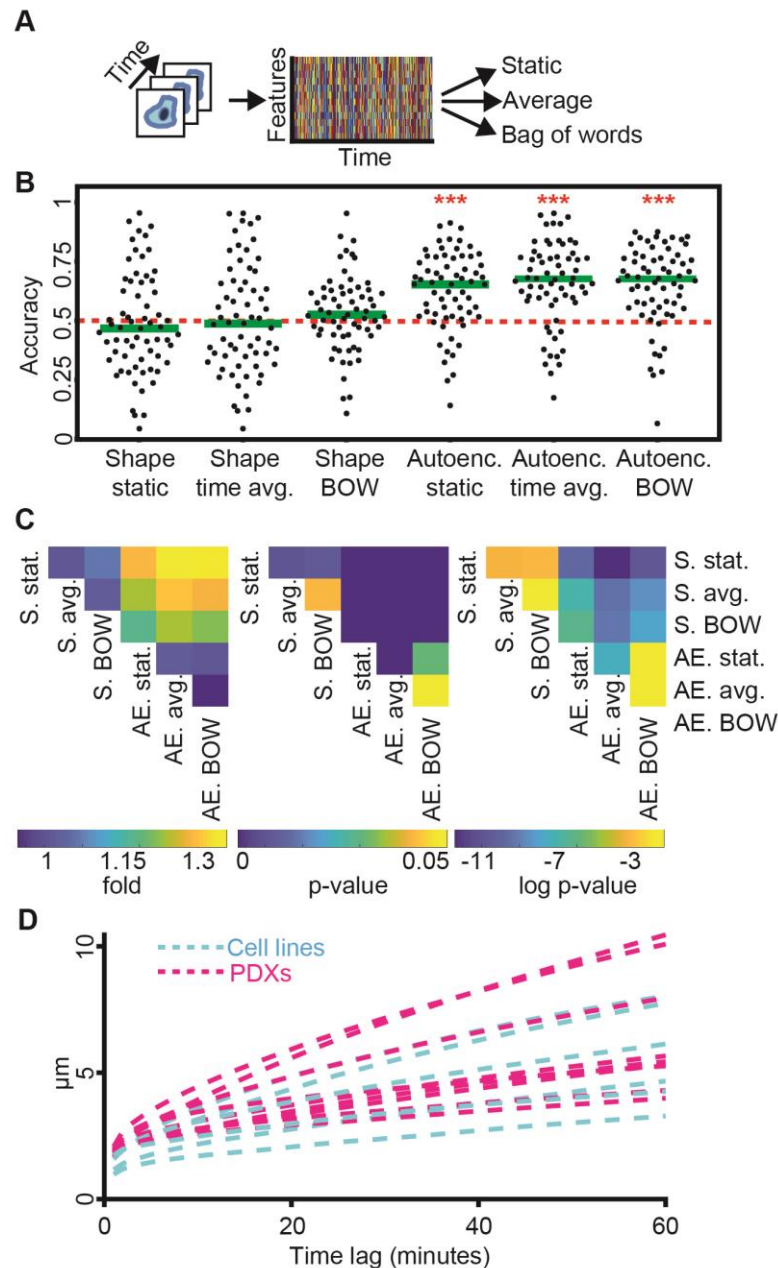 A
Time
Features
Time
Static
Average
Bag of words
B
Accuracy
1
0.75
0.5
0.25
0
*** *** ***
Shape static
Shape time avg.
Shape BOW
Autoenc. static
Autoenc. time avg.
Autoenc. BOW
C
S. stat.
S. avg.
S. BOW
AE. stat.
AE. avg.
AE. BOW
S. stat.
S. avg.
S. BOW
AE. stat.
AE. avg.
AE. BOW
S. stat.
S. avg.
S. BOW
AE. stat.
AE. avg.
AE. BOW
S. stat.
S. avg.
S. BOW
AE. stat.
AE. avg.
AE. BOW
1 1.15 1.3
fold
0 0.05
p-value
-11 -7 -3
log p-value
D
Cell lines
PDXs
µm
10
5
0
0 20 40 60
Time lag (minutes)